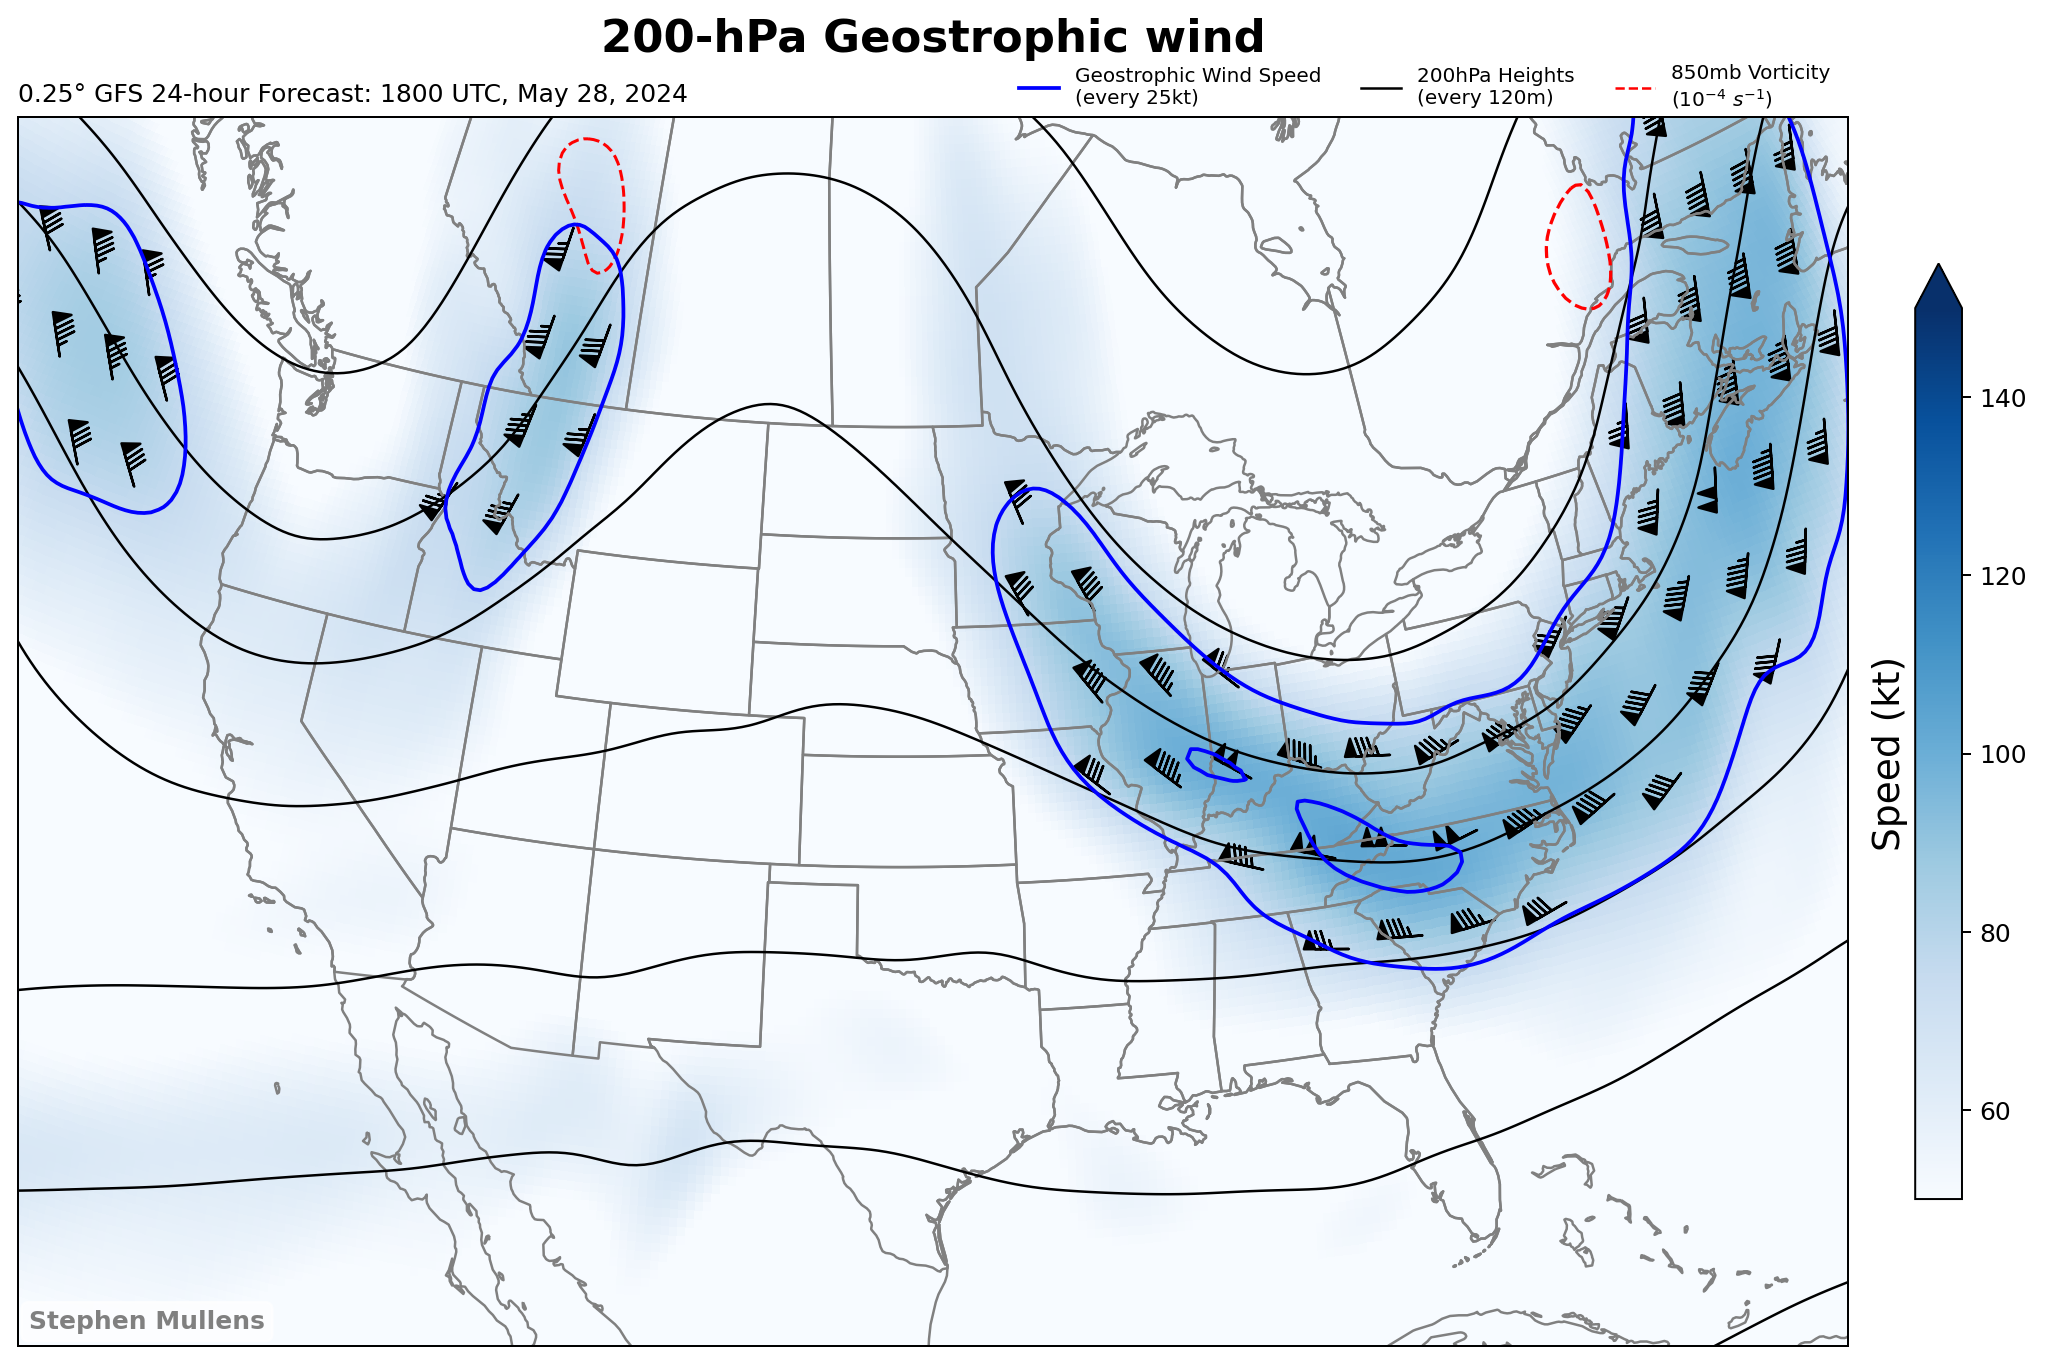 200-hPa Geostrophic wind
0.25° GFS 24-hour Forecast: 1800 UTC, May 28, 2024
Geostrophic Wind Speed
(every 25kt)
200hPa Heights
(every 120m)
850mb Vorticity
(10⁻⁴ s⁻¹)
140
120
100
80
60
Speed (kt)
Stephen Mullens